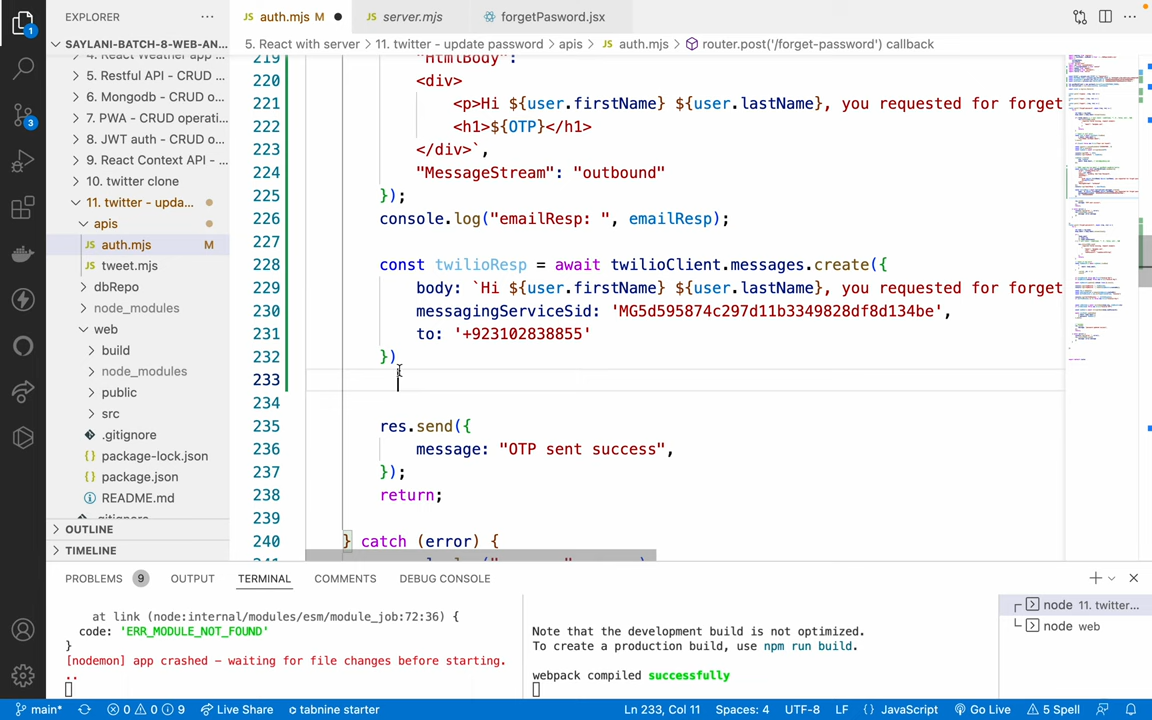 EXPLORER
auth.mjs M
server.mjs
forgetPasword.jsx
SAYLANI-BATCH-8-WEB-AN...
5. React with server > 11. twitter - update password > apis > JS auth.mjs > router.post('/forget-password') callback
5. Restful API - CRUD ...
6. Mongodb - CRUD o...
7. PWA - CRUD operati...
8. JWT auth - CRUD o...
9. React Context API - ...
10. twitter clone
11. twitter - upda...
apis
JS auth.mjs M
JS tweet.mjs
dbRepo
node_modules
web
build
node_modules
public
src
.gitignore
{} package-lock.json
{} package.json
README.md
OUTLINE
TIMELINE
219 "HtmlBody":
220 <div>
221 <p>Hi ${user.firstName} ${user.lastName}, you requested for forget
222 <h1>${OTP}</h1>
223 </div>`,
224 "MessageStream": "outbound"
225 });
226 console.log("emailResp: ", emailResp);
227
228 const twilioResp = await twilioClient.messages.create({
229 body: `Hi ${user.firstName} ${user.lastName}, you requested for forget
230 messagingServiceSid: 'MG5d595874c297d11b3349828df8d134be',
231 to: '+923102838855'
232 })
233
234
235 res.send({
236 message: "OTP sent success",
237 });
238 return;
239
240 } catch (error) {
PROBLEMS 9 OUTPUT TERMINAL COMMENTS DEBUG CONSOLE
at link (node:internal/modules/esm/module_job:72:36) {
code: 'ERR_MODULE_NOT_FOUND'
}
[nodemon] app crashed - waiting for file changes before starting.
..
Note that the development build is not optimized.
To create a production build, use npm run build.
webpack compiled successfully
node 11. twitter...
node web
main* 0 0 9 Live Share tabnine starter Ln 233, Col 11 Spaces: 4 UTF-8 LF {} JavaScript Go Live 5 Spell